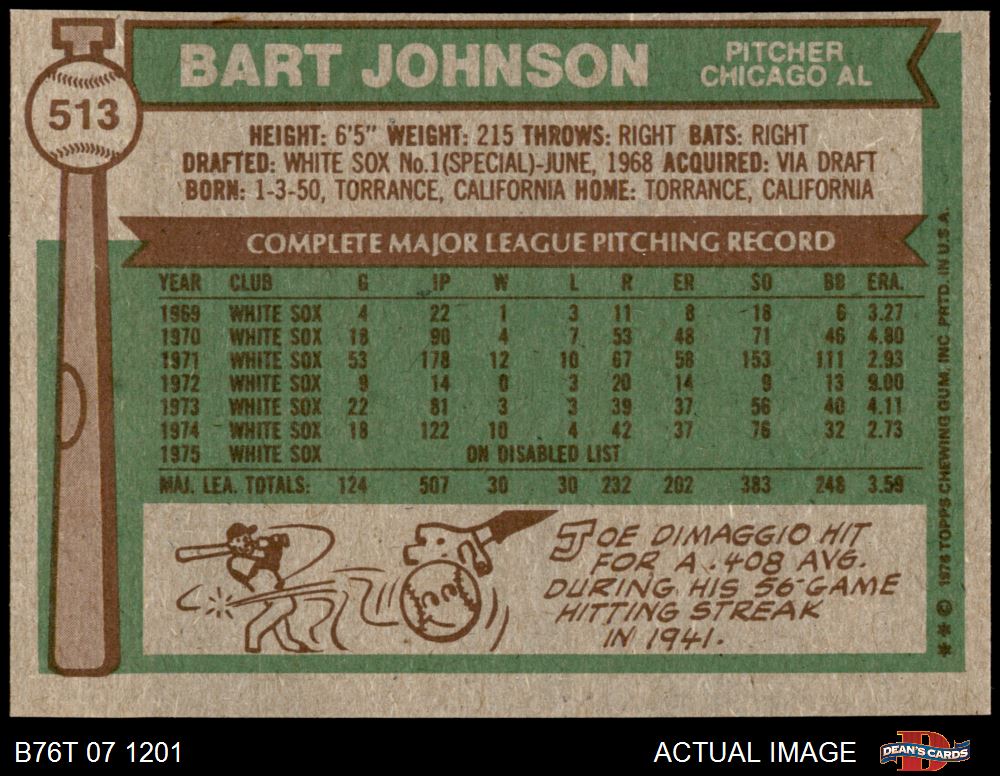 513
BART JOHNSON
PITCHER
CHICAGO AL
HEIGHT: 6'5" WEIGHT: 215 THROWS: RIGHT BATS: RIGHT
DRAFTED: WHITE SOX No.1(SPECIAL)-JUNE, 1968 ACQUIRED: VIA DRAFT
BORN: 1-3-50, TORRANCE, CALIFORNIA HOME: TORRANCE, CALIFORNIA
COMPLETE MAJOR LEAGUE PITCHING RECORD
YEAR CLUB G IP W L R ER SO BB ERA.
1969 WHITE SOX 4 22 1 3 11 8 18 6 3.27
1970 WHITE SOX 18 90 4 7 53 48 71 46 4.80
1971 WHITE SOX 53 178 12 10 67 58 153 111 2.93
1972 WHITE SOX 9 14 0 3 20 14 9 13 9.00
1973 WHITE SOX 22 81 3 3 39 37 56 40 4.11
1974 WHITE SOX 18 122 10 4 42 37 76 32 2.73
1975 WHITE SOX ON DISABLED LIST
MAJ. LEA. TOTALS: 124 507 30 30 232 202 383 248 3.59
JOE DIMAGGIO HIT
FOR A .408 AVG.
DURING HIS 56-GAME
HITTING STREAK
IN 1941.
** © 1976 TOPPS CHEWING GUM, INC. PRTD. IN U.S.A.
B76T 07 1201
ACTUAL IMAGE
DEAN'S CARDS